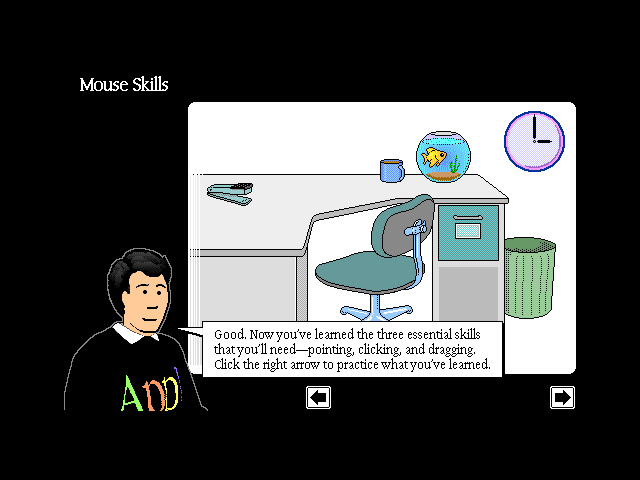 Mouse Skills
Good. Now you've learned the three essential skills
that you'll need—pointing, clicking, and dragging.
Click the right arrow to practice what you've learned.
Appl